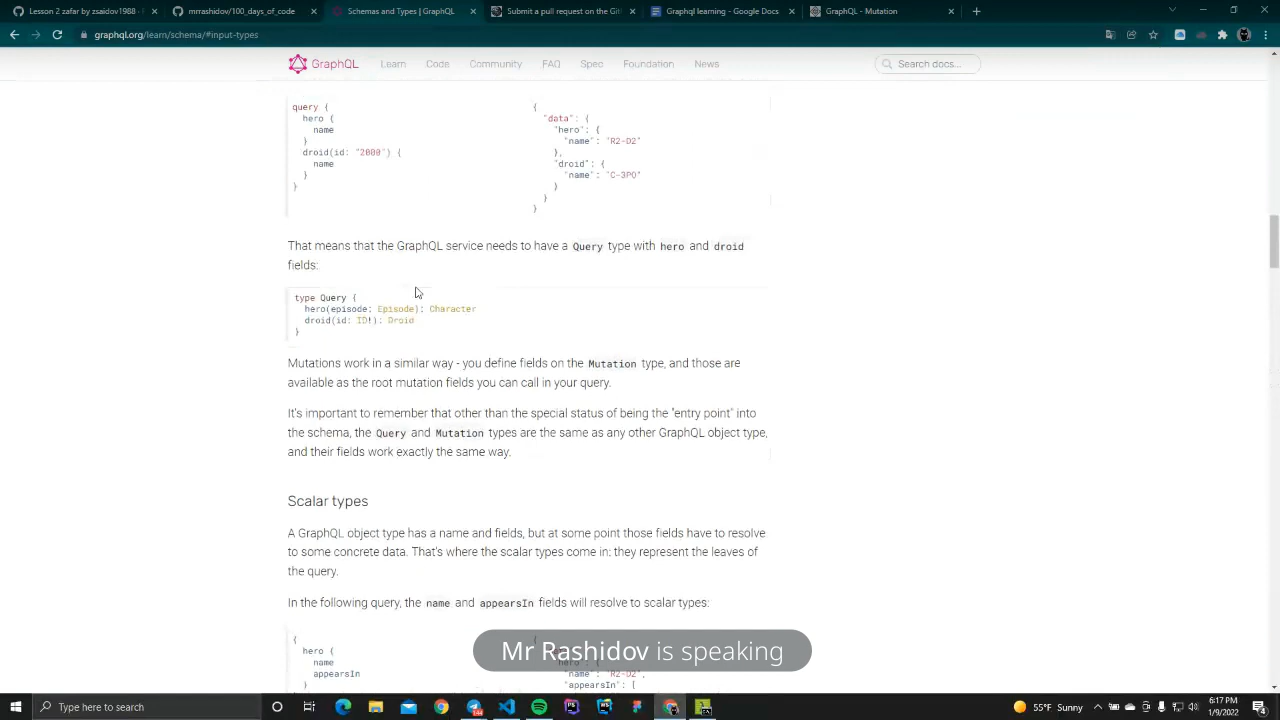 Lesson 2 zafar by esaidov1988 · P
mrrashidov/100_days_of_code
Schemas and Types | GraphQL
Submit a pull request on the Git
Graphql learning - Google Docs
GraphQL - Mutation
graphql.org/learn/schema/#input-types
GraphQL Learn Code Community FAQ Spec Foundation News Search docs...
query {
hero {
name
}
droid(id: "2000") {
name
}
}
{
"data": {
"hero": {
"name": "R2-D2"
},
"droid": {
"name": "C-3PO"
}
}
}
That means that the GraphQL service needs to have a Query type with hero and droid
fields:
type Query {
hero(episode: Episode): Character
droid(id: ID!): Droid
}
Mutations work in a similar way - you define fields on the Mutation type, and those are
available as the root mutation fields you can call in your query.
It's important to remember that other than the special status of being the "entry point" into
the schema, the Query and Mutation types are the same as any other GraphQL object type,
and their fields work exactly the same way.
Scalar types
A GraphQL object type has a name and fields, but at some point those fields have to resolve
to some concrete data. That's where the scalar types come in: they represent the leaves of
the query.
In the following query, the name and appearsIn fields will resolve to scalar types:
{
hero {
name
appearsIn
}
{
"name": "R2-D2",
"appearsIn": [
Mr Rashidov is speaking
Type here to search
55°F Sunny
6:17 PM
1/9/2022